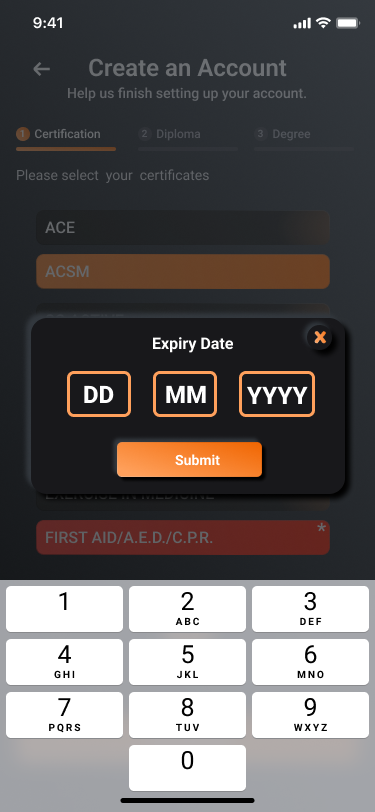 9:41
Create an Account
Help us finish setting up your account.
1 Certification 2 Diploma 3 Degree
Please select your certificates
ACE
ACSM
Expiry Date
DD MM YYYY
Submit
EXERCISE IN MEDICINE
FIRST AID/A.E.D./C.P.R. *
1 2 3
ABC DEF
4 5 6
GHI JKL MNO
7 8 9
PQRS TUV WXYZ
0